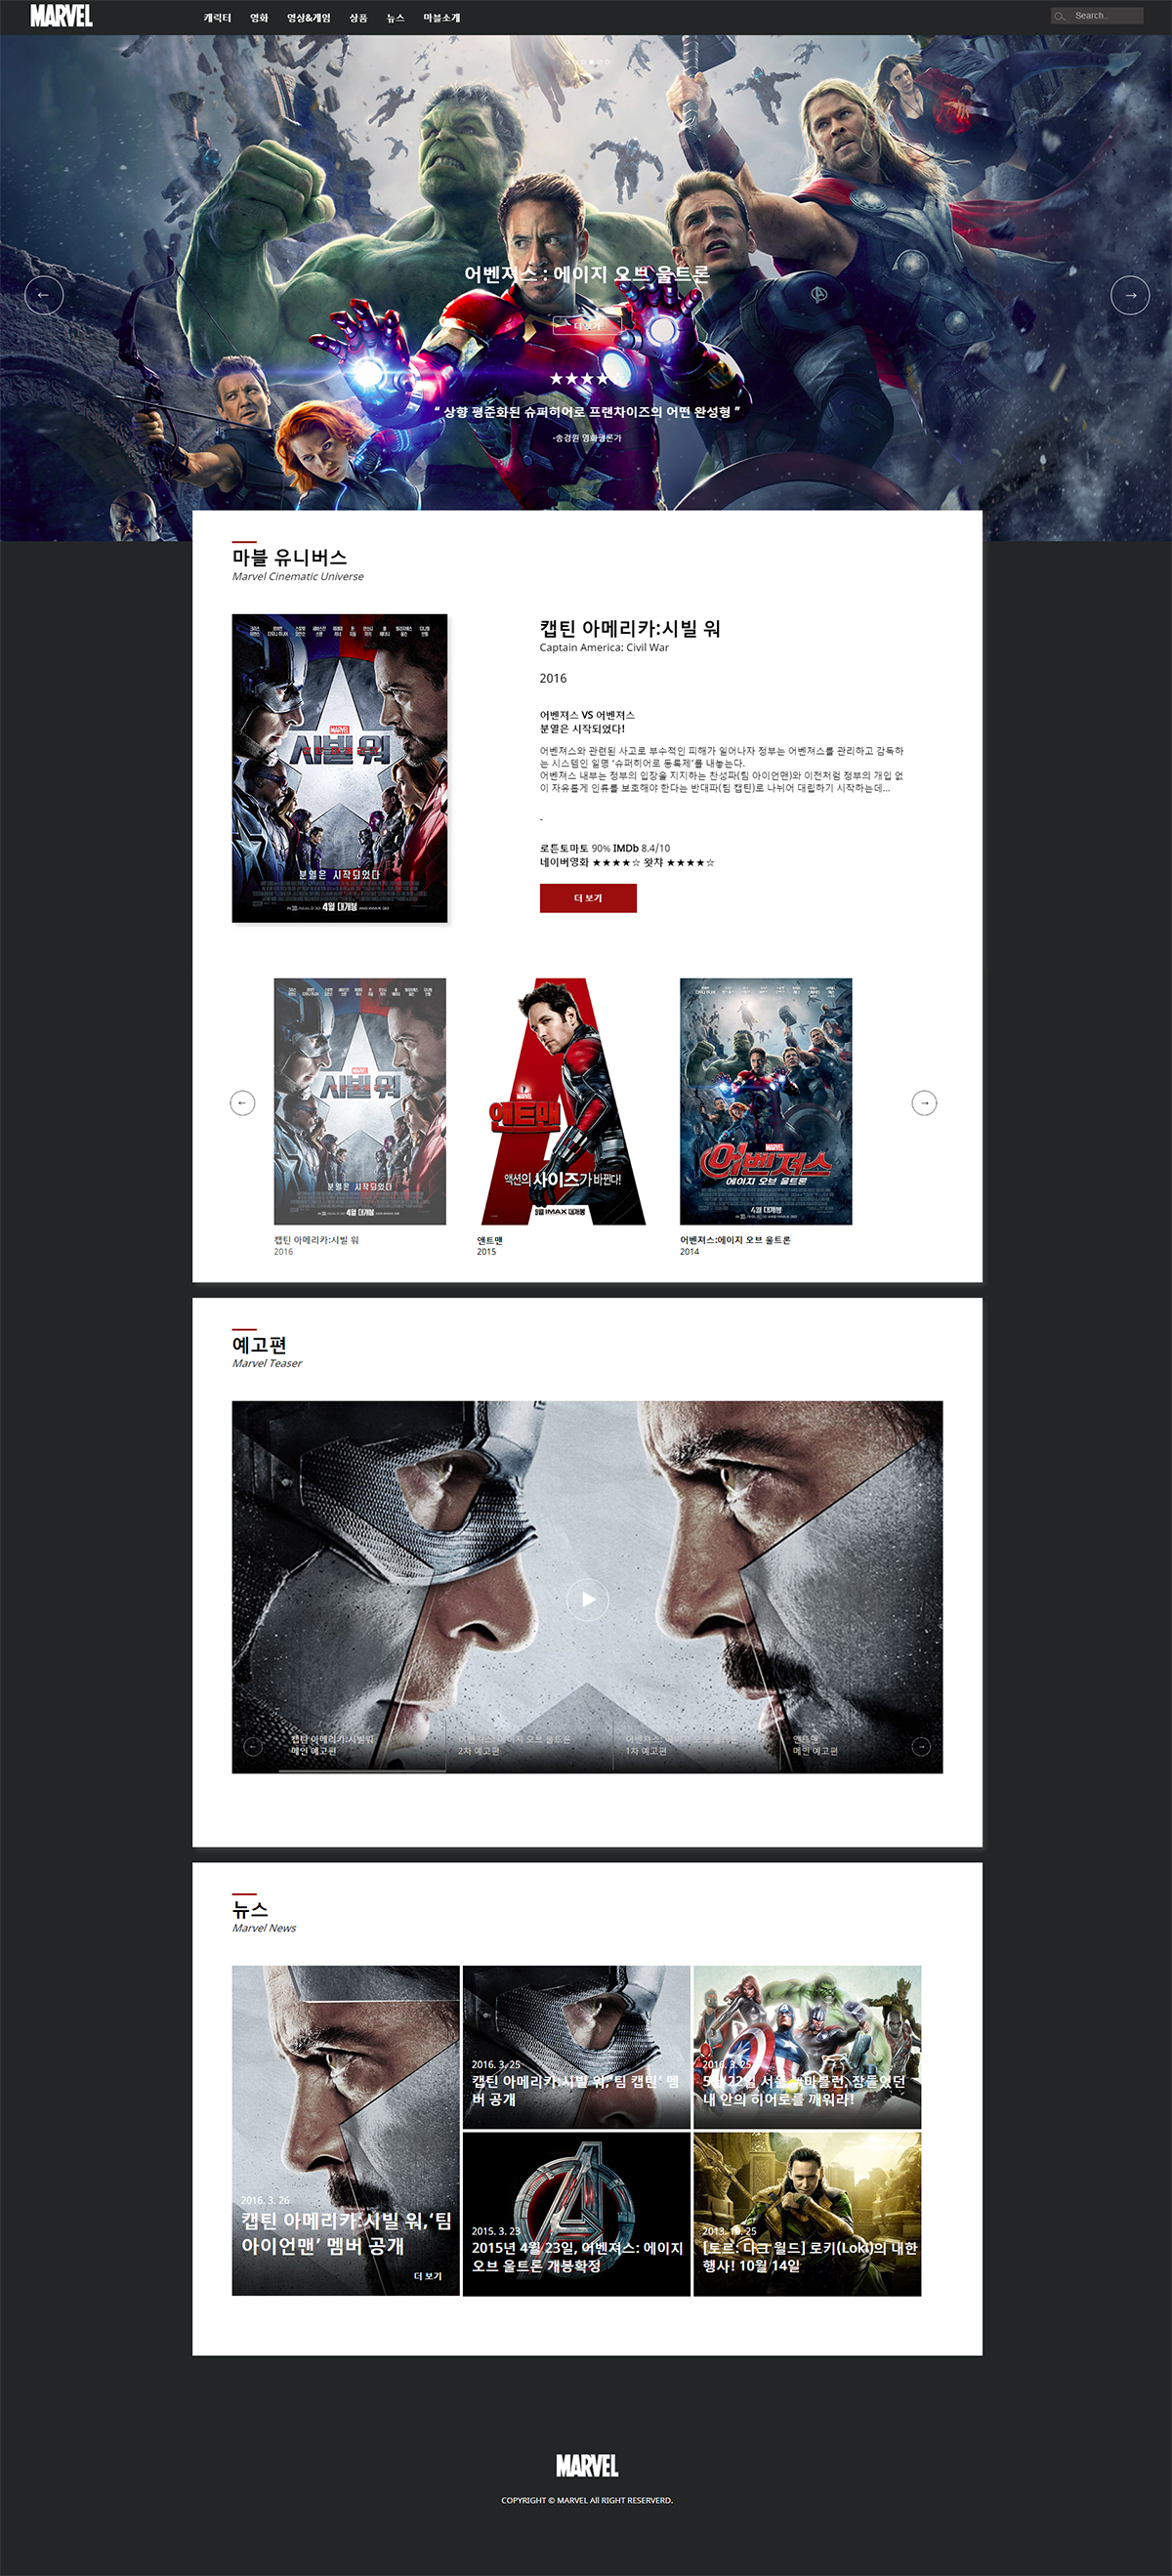 MARVEL
캐릭터 영화 영상&게임 상품 뉴스 마블소개
Search..
어벤져스 : 에이지 오브 울트론
더 보기
★★★★
“ 상향 평준화된 슈퍼히어로 프랜차이즈의 어떤 완성형 ”
-송경원 영화평론가
마블 유니버스
Marvel Cinematic Universe
MARVEL
시빌 워
분열은 시작되었다
4월 대개봉
캡틴 아메리카:시빌 워
Captain America: Civil War
2016
어벤져스 VS 어벤져스
분열은 시작되었다!
어벤져스와 관련된 사고로 부수적인 피해가 일어나자 정부는 어벤져스를 관리하고 감독하
는 시스템인 일명 ‘슈퍼히어로 등록제’를 내놓는다.
어벤져스 내부는 정부의 입장을 지지하는 찬성파(팀 아이언맨)와 이전처럼 정부의 개입 없
이 자유롭게 인류를 보호해야 한다는 반대파(팀 캡틴)로 나뉘어 대립하기 시작하는데...
-
로튼토마토 90% IMDb 8.4/10
네이버영화 ★★★★☆ 왓챠 ★★★★☆
더 보기
MARVEL
시빌 워
분열은 시작되었다
4월 대개봉
캡틴 아메리카:시빌 워
2016
MARVEL
앤트맨
액션의 사이즈가 바뀐다!
9월 IMAX 대개봉
앤트맨
2015
MARVEL
어벤져스
에이지 오브 울트론
4월 대개봉
어벤져스:에이지 오브 울트론
2014
예고편
Marvel Teaser
캡틴 아메리카:시빌워
메인 예고편
어벤져스: 에이지 오브 울트론
2차 예고편
어벤져스: 에이지 오브 울트론
1차 예고편
앤트맨
메인 예고편
뉴스
Marvel News
2016. 3. 26
캡틴 아메리카:시빌 워,‘팀
아이언맨’ 멤버 공개
더 보기
2016. 3. 25
캡틴 아메리카:시빌 워,‘팀 캡틴’ 멤
버 공개
2016. 3. 25
5월 22일 서울, #마블런, 잠들었던
내 안의 히어로를 깨워라!
2015. 3. 23
2015년 4월 23일, 어벤져스: 에이지
오브 울트론 개봉확정
2013. 10. 25
[토르: 다크 월드] 로키(Loki)의 내한
행사! 10월 14일
MARVEL
COPYRIGHT © MARVEL All RIGHT RESERVERD.